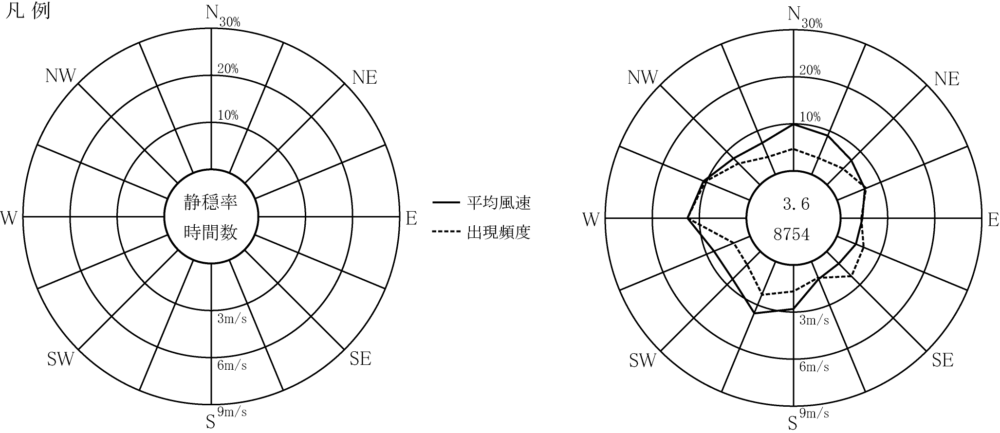 凡 例
N
30%
NW
NE
20%
10%
静穏率
W
E
時間数
3m/s
SW
SE
6m/s
9m/s
S
平均風速
出現頻度
N
30%
20%
NW
NE
10%
3.6
W
E
8754
3m/s
SW
SE
6m/s
9m/s
S